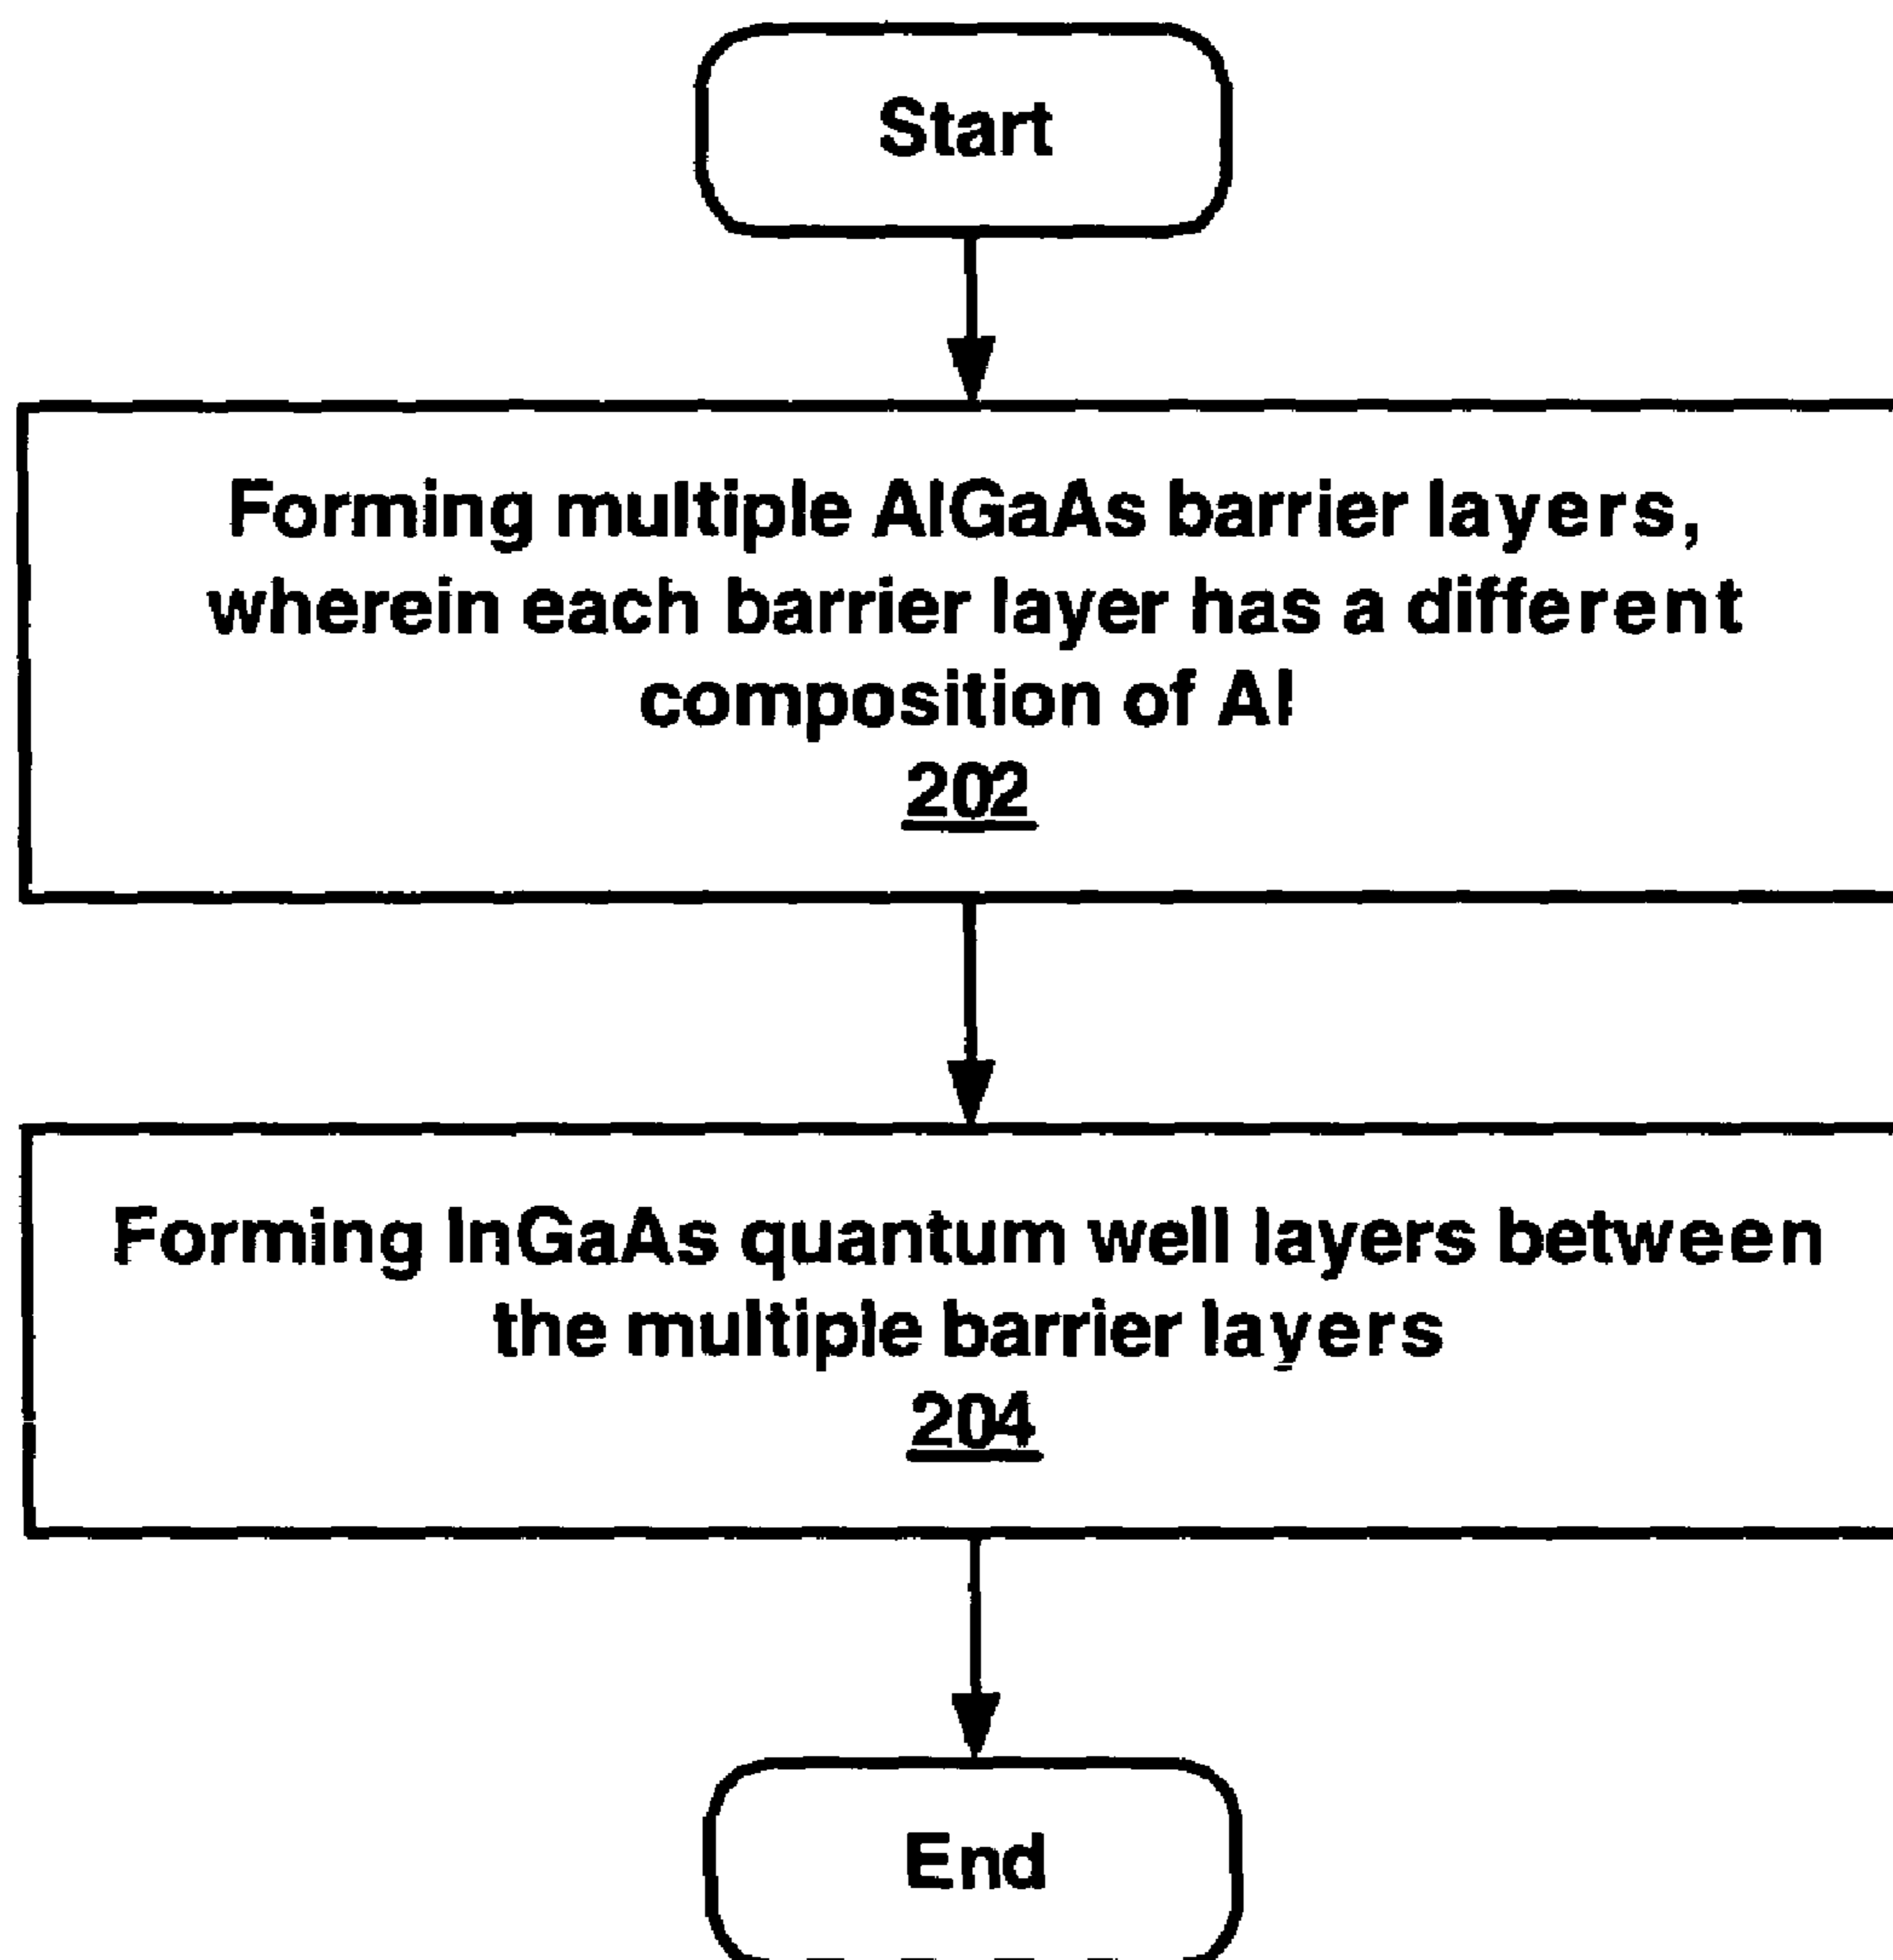 Start
Forming multiple AlGaAs barrier layers,
wherein each barrier layer has a different
composition of Al
202
Forming InGaAs quantum well layers between
the multiple barrier layers
204
End